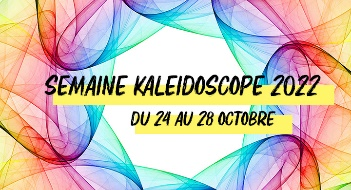 SEMAINE KALEIDOSCOPE 2022
DU 24 AU 28 OCTOBRE